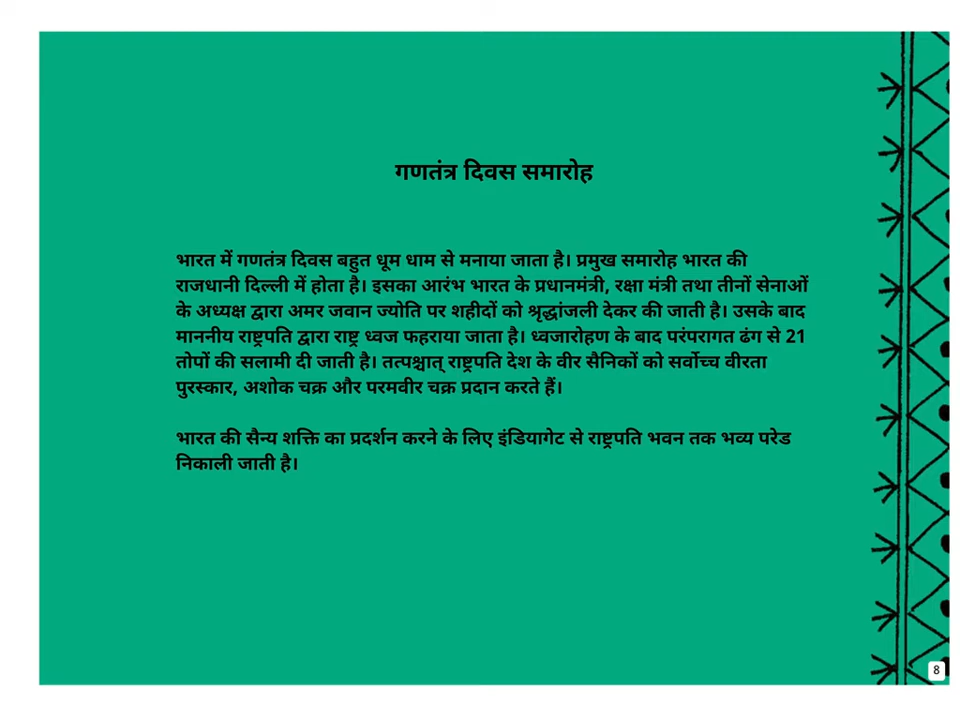 गणतंत्र दिवस समारोह
भारत में गणतंत्र दिवस बहुत धूम धाम से मनाया जाता है। प्रमुख समारोह भारत की
राजधानी दिल्ली में होता है। इसका आरंभ भारत के प्रधानमंत्री, रक्षा मंत्री तथा तीनों सेनाओं
के अध्यक्ष द्वारा अमर जवान ज्योति पर शहीदों को श्रृद्धांजली देकर की जाती है। उसके बाद
माननीय राष्ट्रपति द्वारा राष्ट्र ध्वज फहराया जाता है। ध्वजारोहण के बाद परंपरागत ढंग से 21
तोपों की सलामी दी जाती है। तत्पश्चात् राष्ट्रपति देश के वीर सैनिकों को सर्वोच्च वीरता
पुरस्कार, अशोक चक्र और परमवीर चक्र प्रदान करते हैं।
भारत की सैन्य शक्ति का प्रदर्शन करने के लिए इंडियागेट से राष्ट्रपति भवन तक भव्य परेड
निकाली जाती है।
8